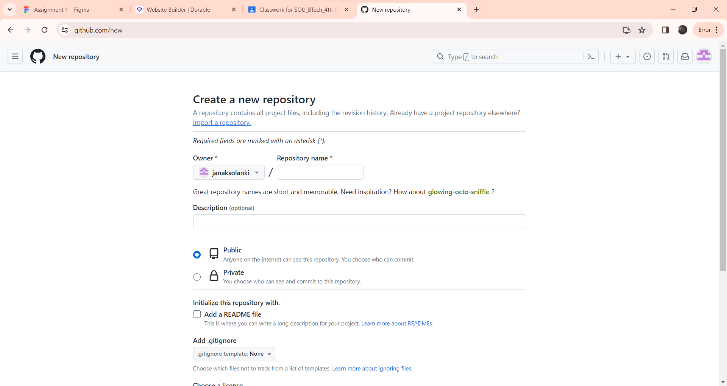 Assignment 1 – Figma
Website Builder | Durable
Classwork for SOU_BTech_4th
New repository
github.com/new
Error
New repository
Type / to search
Create a new repository
A repository contains all project files, including the revision history. Already have a project repository elsewhere?
Import a repository.
Required fields are marked with an asterisk (*).
Owner * Repository name *
janaksolanki /
Great repository names are short and memorable. Need inspiration? How about glowing-octo-sniffle ?
Description (optional)
Public
Anyone on the internet can see this repository. You choose who can commit.
Private
You choose who can see and commit to this repository.
Initialize this repository with:
Add a README file
This is where you can write a long description for your project. Learn more about READMEs.
Add .gitignore
.gitignore template: None
Choose which files not to track from a list of templates. Learn more about ignoring files.
Choose a license